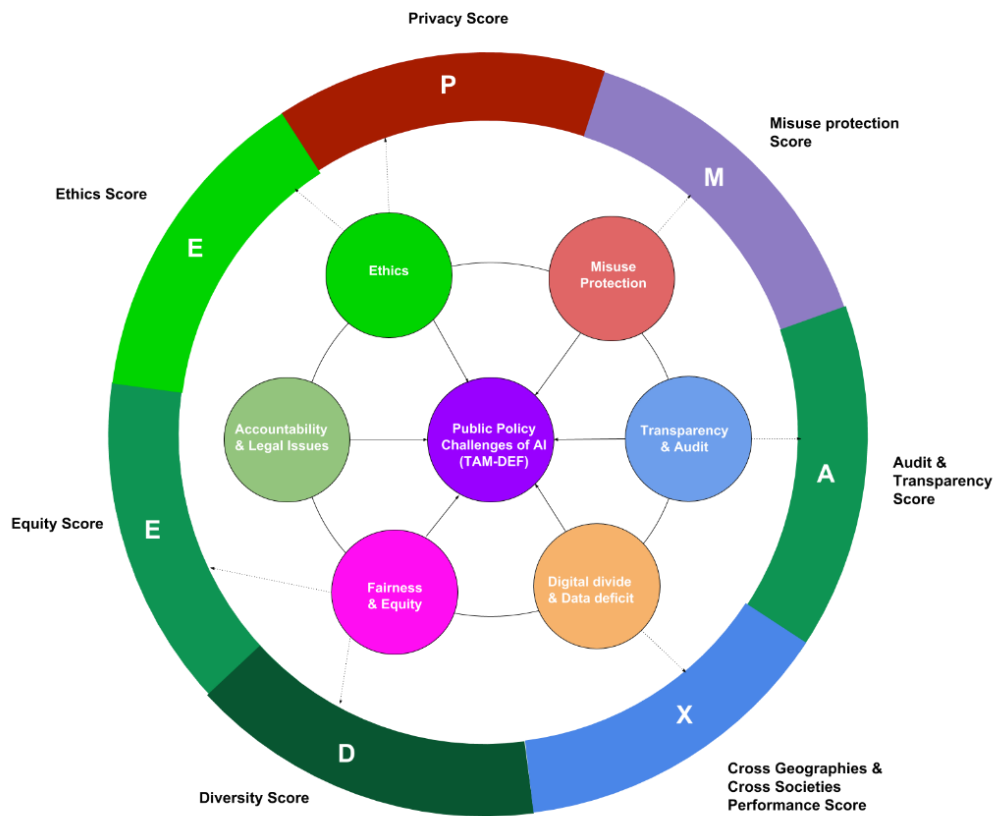 Privacy Score
P
Misuse protection
Score
M
Ethics Score
E
Ethics
Misuse
Protection
Accountability
& Legal Issues
Public Policy
Challenges of AI
(TAM-DEF)
Transparency
& Audit
A
Audit &
Transparency
Score
Equity Score
E
Fairness
& Equity
Digital divide
& Data deficit
X
D
Diversity Score
Cross Geographies &
Cross Societies
Performance Score